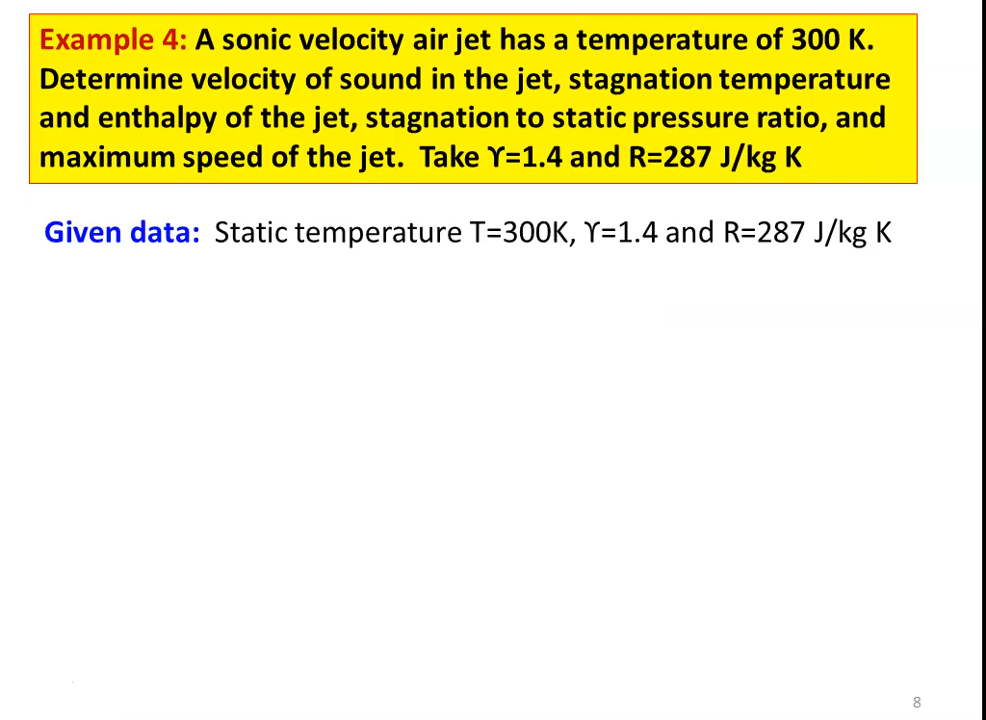 Example 4: A sonic velocity air jet has a temperature of 300 K.
Determine velocity of sound in the jet, stagnation temperature
and enthalpy of the jet, stagnation to static pressure ratio, and
maximum speed of the jet. Take ϒ=1.4 and R=287 J/kg K
Given data: Static temperature T=300K, ϒ=1.4 and R=287 J/kg K
8